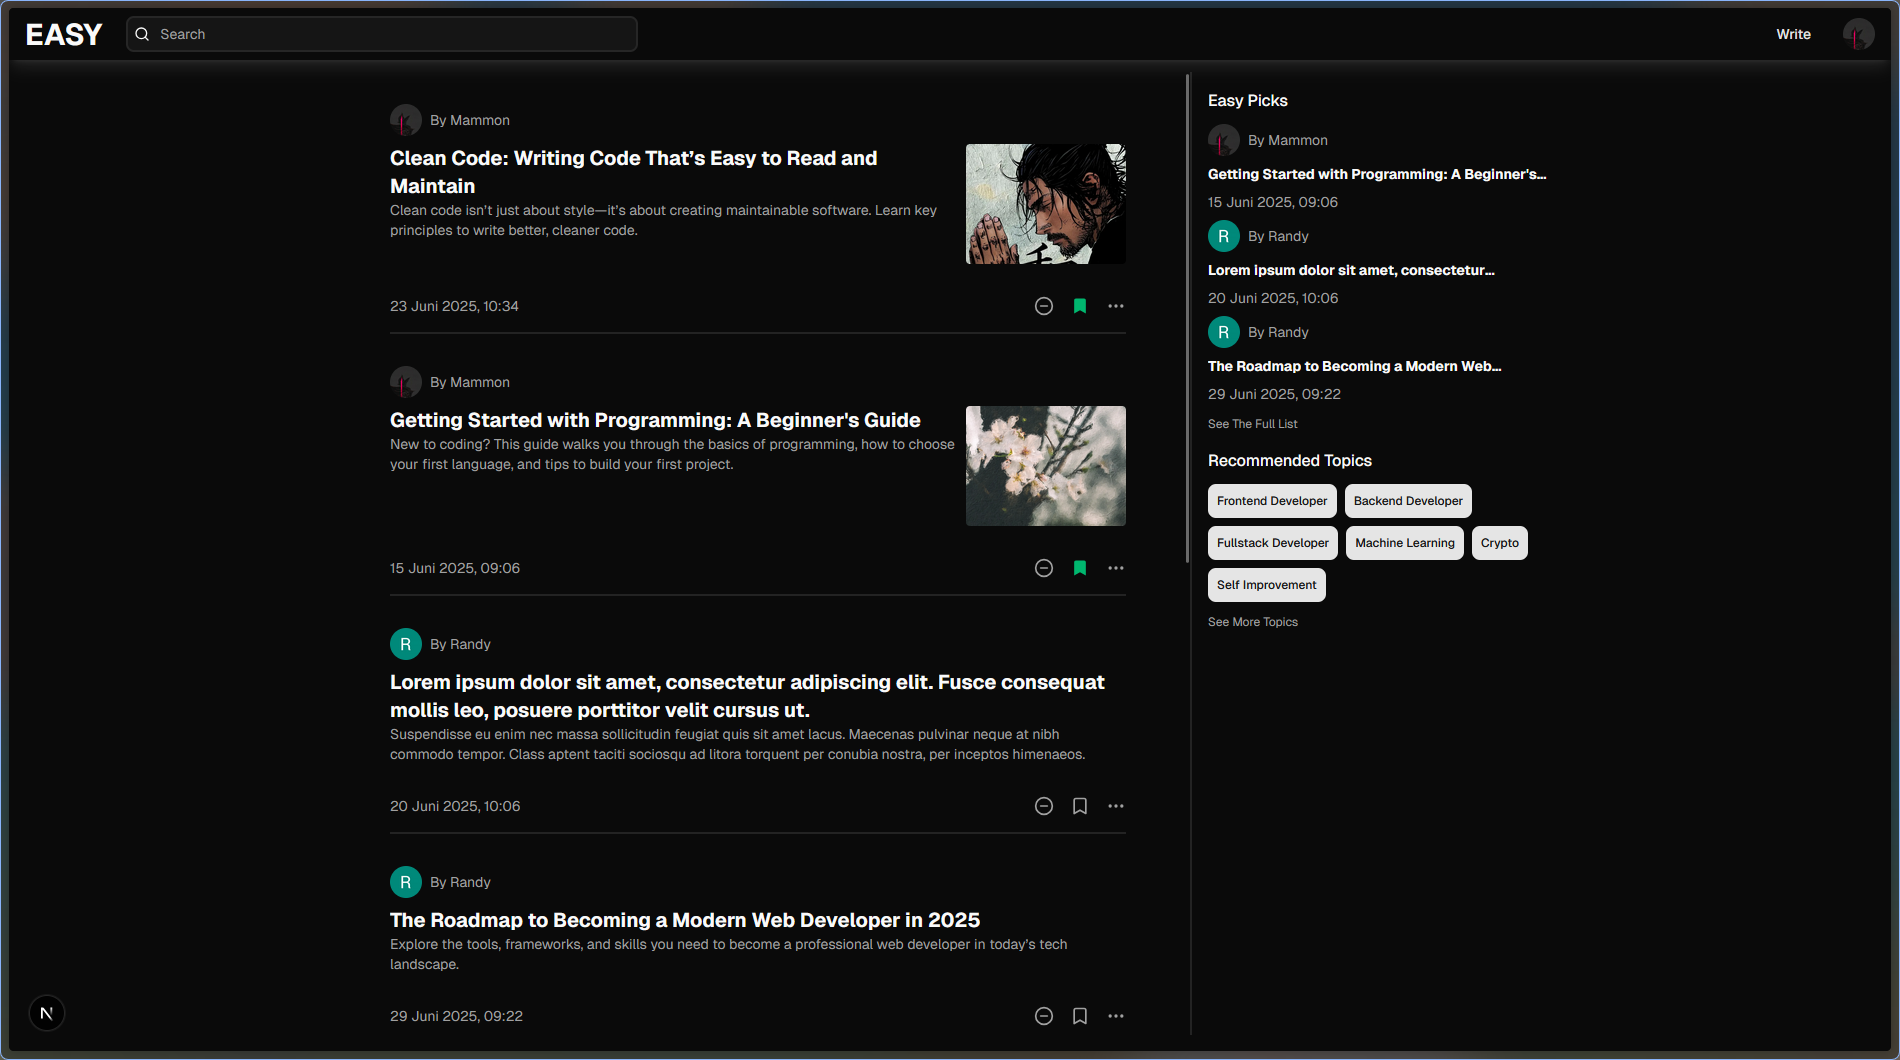 EASY
Search
Write
By Mammon
Clean Code: Writing Code That’s Easy to Read and
Maintain
Clean code isn’t just about style—it’s about creating maintainable software. Learn key
principles to write better, cleaner code.
23 Juni 2025, 10:34
By Mammon
Getting Started with Programming: A Beginner's Guide
New to coding? This guide walks you through the basics of programming, how to choose
your first language, and tips to build your first project.
15 Juni 2025, 09:06
R
By Randy
Lorem ipsum dolor sit amet, consectetur adipiscing elit. Fusce consequat
mollis leo, posuere porttitor velit cursus ut.
Suspendisse eu enim nec massa sollicitudin feugiat quis sit amet lacus. Maecenas pulvinar neque at nibh
commodo tempor. Class aptent taciti sociosqu ad litora torquent per conubia nostra, per inceptos himenaeos.
20 Juni 2025, 10:06
R
By Randy
The Roadmap to Becoming a Modern Web Developer in 2025
Explore the tools, frameworks, and skills you need to become a professional web developer in today's tech
landscape.
29 Juni 2025, 09:22
Easy Picks
By Mammon
Getting Started with Programming: A Beginner's...
15 Juni 2025, 09:06
R
By Randy
Lorem ipsum dolor sit amet, consectetur...
20 Juni 2025, 10:06
R
By Randy
The Roadmap to Becoming a Modern Web...
29 Juni 2025, 09:22
See The Full List
Recommended Topics
Frontend Developer
Backend Developer
Fullstack Developer
Machine Learning
Crypto
Self Improvement
See More Topics
N